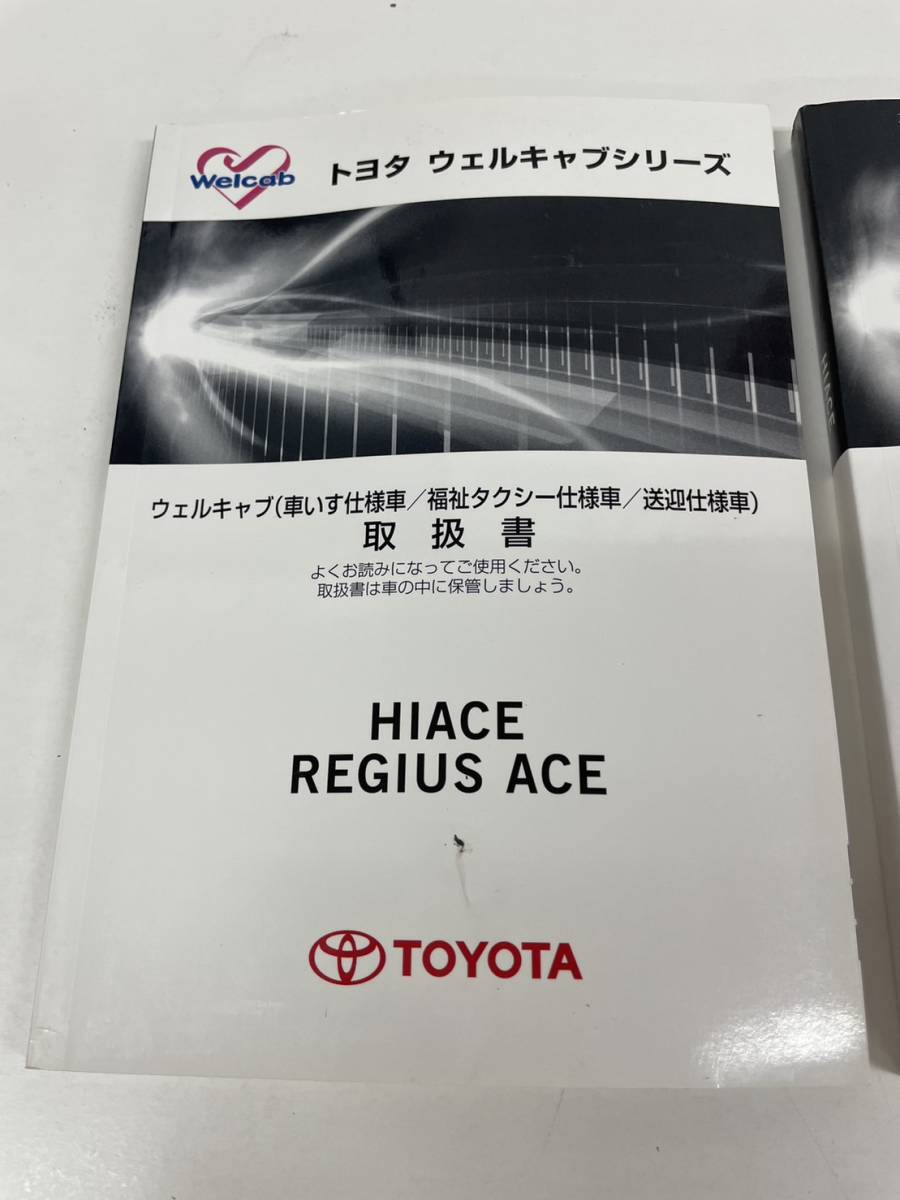 Welcab
トヨタ ウェルキャブシリーズ
ウェルキャブ(車いす仕様車／福祉タクシー仕様車／送迎仕様車)
取扱書
よくお読みになってご使用ください。
取扱書は車の中に保管しましょう。
HIACE
REGIUS ACE
TOYOTA
HIACE